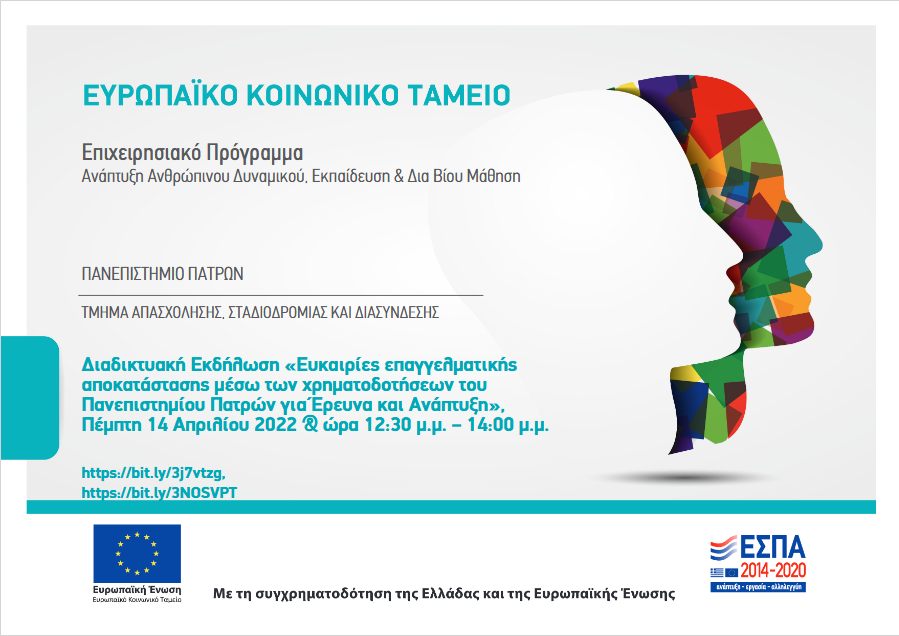 ΕΥΡΩΠΑΪΚΟ ΚΟΙΝΩΝΙΚΟ ΤΑΜΕΙΟ
Επιχειρησιακό Πρόγραμμα
Ανάπτυξη Ανθρώπινου Δυναμικού, Εκπαίδευση & Δια Βίου Μάθηση
ΠΑΝΕΠΙΣΤΗΜΙΟ ΠΑΤΡΩΝ
ΤΜΗΜΑ ΑΠΑΣΧΟΛΗΣΗΣ, ΣΤΑΔΙΟΔΡΟΜΙΑΣ ΚΑΙ ΔΙΑΣΥΝΔΕΣΗΣ
Διαδικτυακή Εκδήλωση «Ευκαιρίες επαγγελματικής
αποκατάστασης μέσω των χρηματοδοτήσεων του
Πανεπιστημίου Πατρών για Έρευνα και Ανάπτυξη»,
Πέμπτη 14 Απριλίου 2022 & ώρα 12:30 μ.μ. – 14:00 μ.μ.
https://bit.ly/3j7vtzg,
https://bit.ly/3NOSVPT
Ευρωπαϊκή Ένωση
Ευρωπαϊκό Κοινωνικό Ταμείο
Με τη συγχρηματοδότηση της Ελλάδας και της Ευρωπαϊκής Ένωσης
ΕΣΠΑ
2014-2020
ανάπτυξη - εργασία - αλληλεγγύη